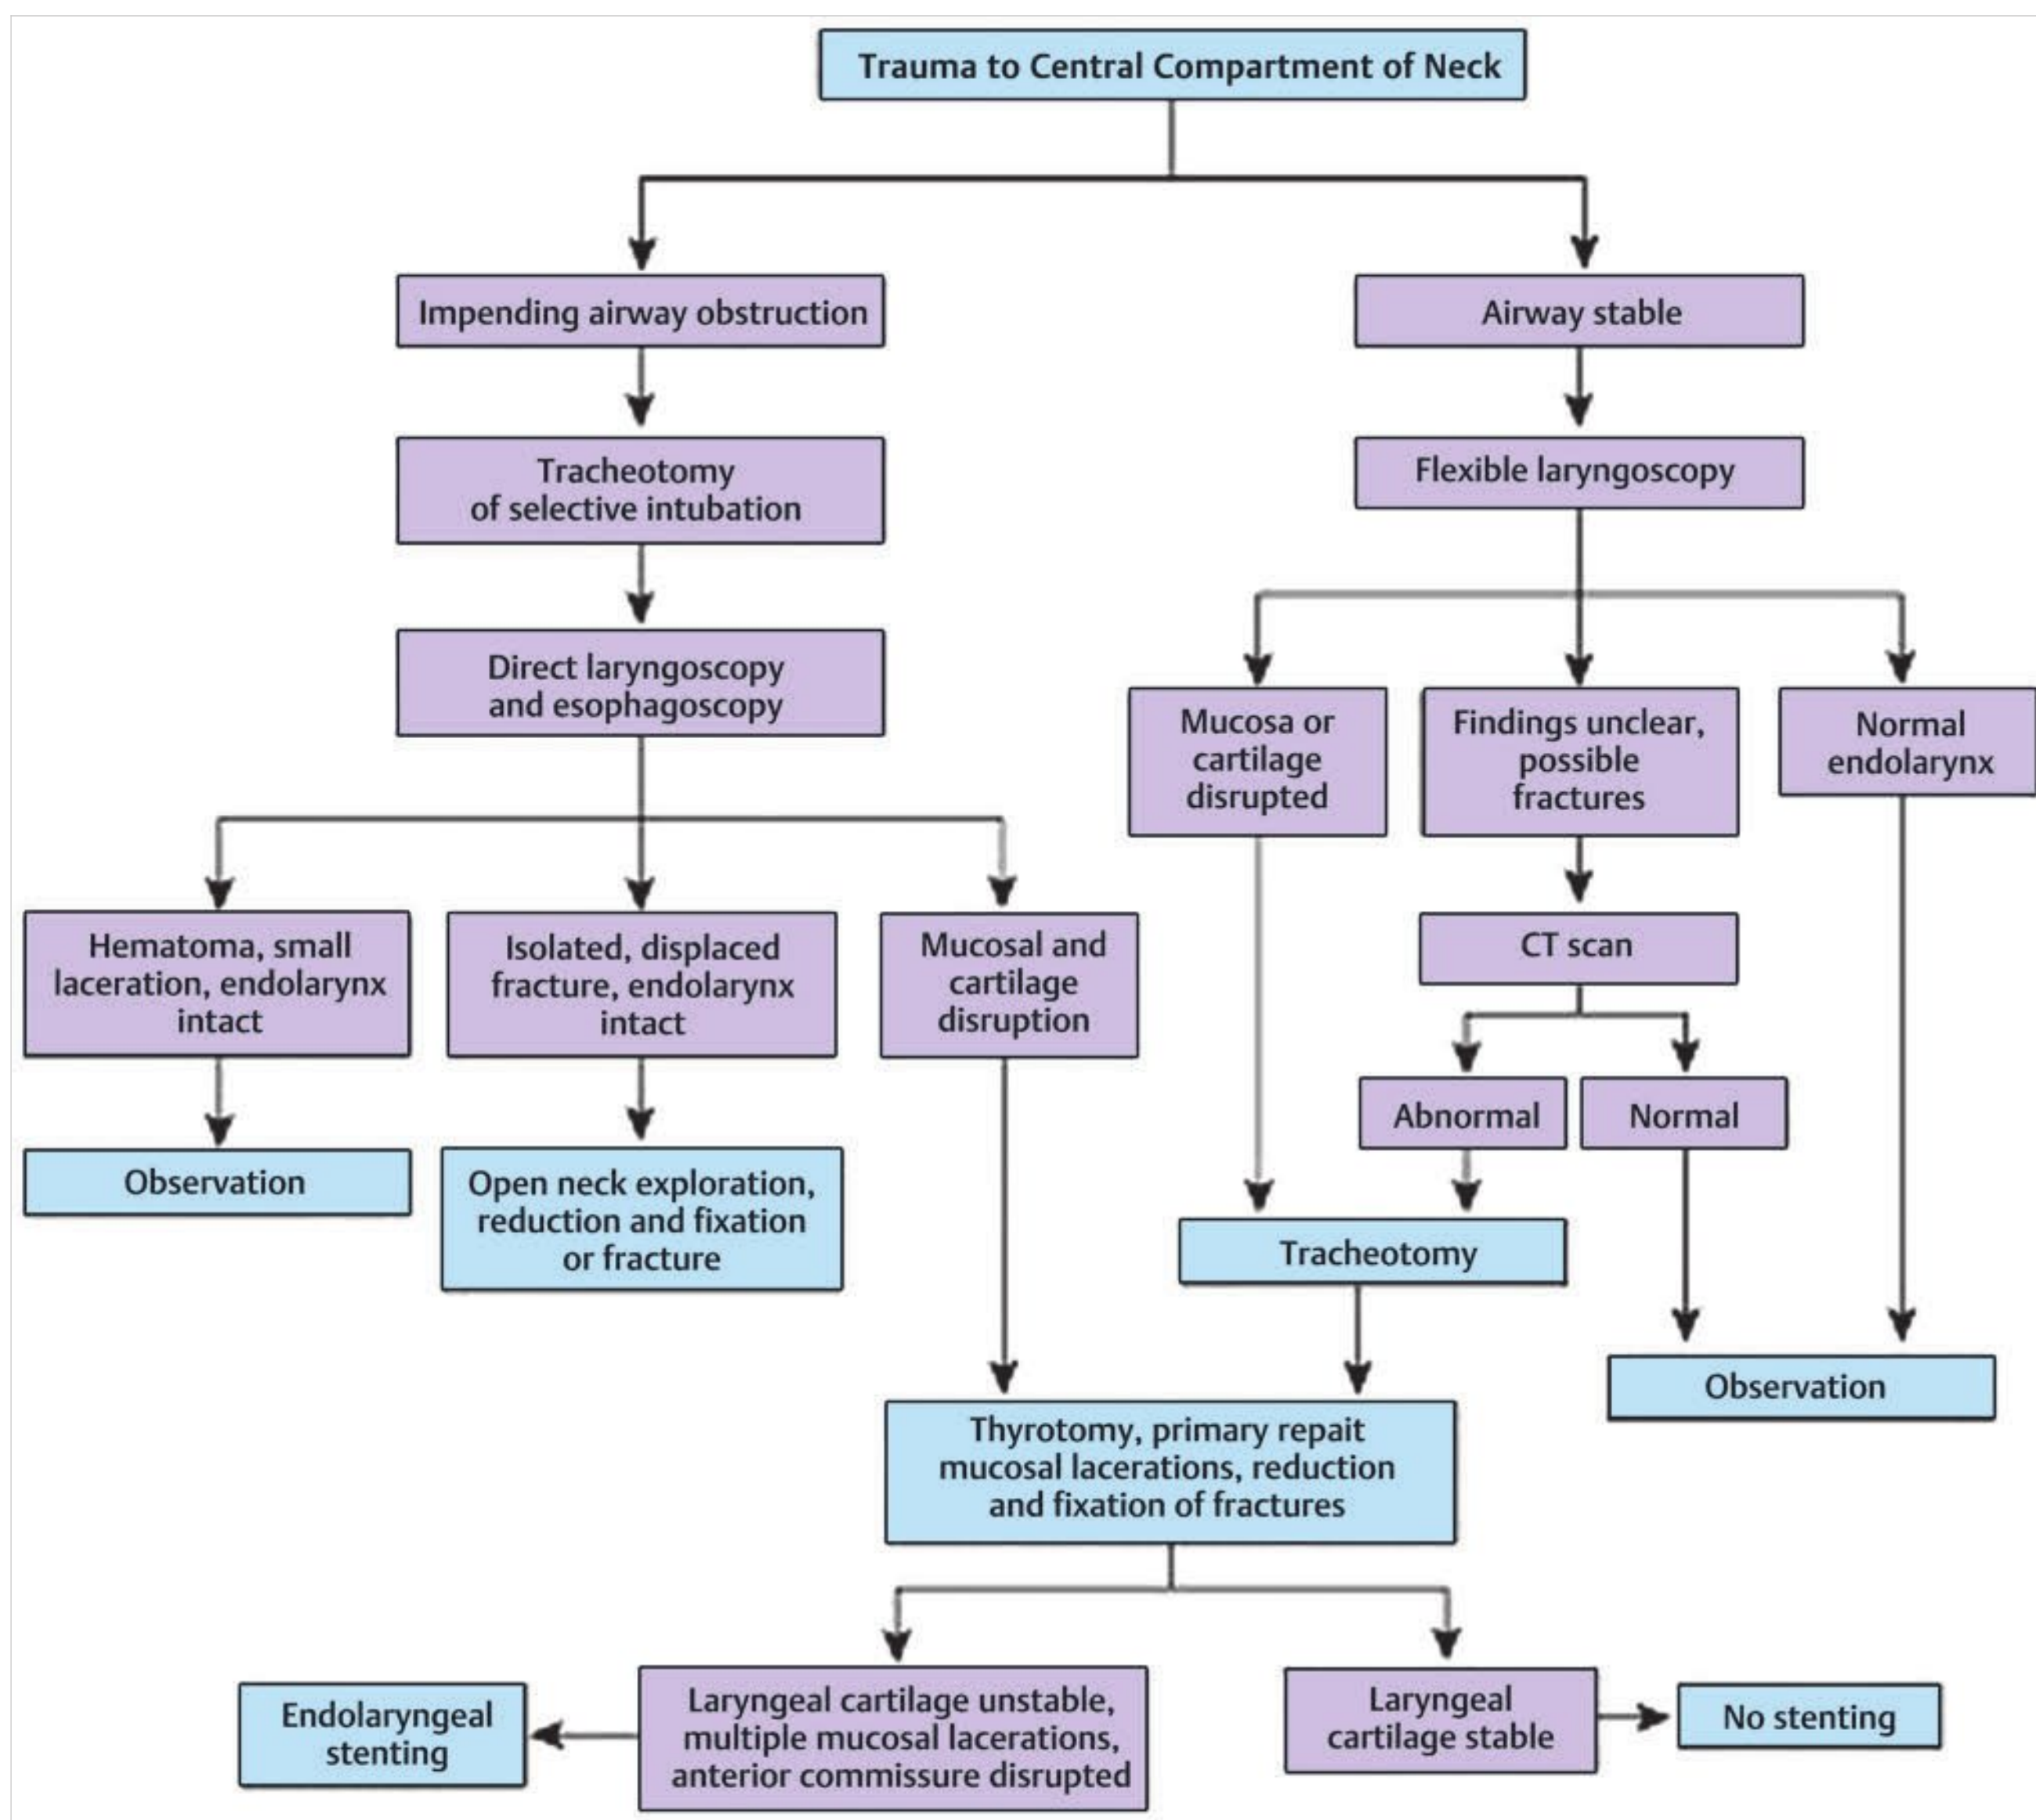 Trauma to Central Compartment of Neck
Impending airway obstruction
Airway stable
Tracheotomy
of selective intubation
Flexible laryngoscopy
Direct laryngoscopy
and esophagoscopy
Mucosa or
cartilage
disrupted
Findings unclear,
possible
fractures
Normal
endolarynx
Hematoma, small
laceration, endolarynx
intact
Isolated, displaced
fracture, endolarynx
intact
Mucosal and
cartilage
disruption
CT scan
Abnormal
Normal
Observation
Open neck exploration,
reduction and fixation
or fracture
Tracheotomy
Observation
Thyrotomy, primary repait
mucosal lacerations, reduction
and fixation of fractures
Endolaryngeal
stenting
Laryngeal cartilage unstable,
multiple mucosal lacerations,
anterior commissure disrupted
Laryngeal
cartilage stable
No stenting